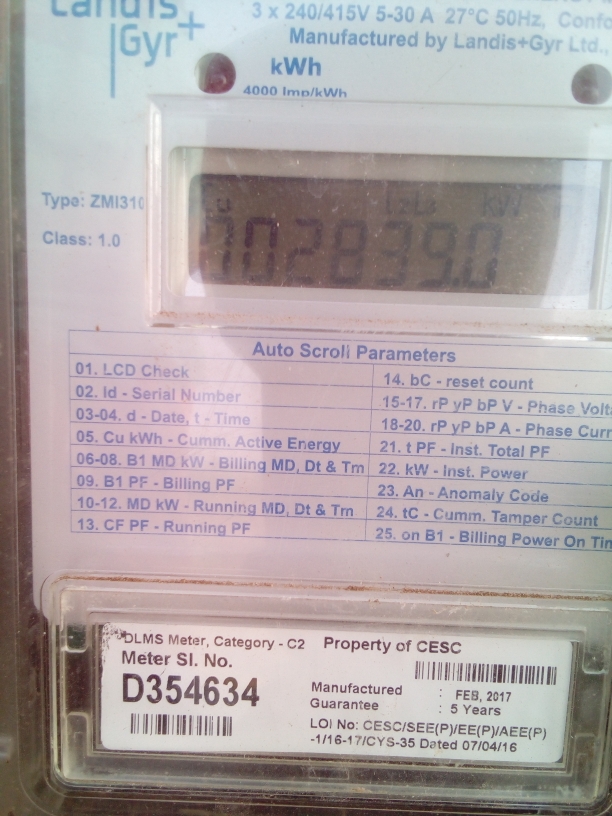 Landis
Gyr+
3 x 240/415V 5-30 A 27°C 50Hz,
Manufactured by Landis+Gyr Ltd.,
kWh
4000 Imp/kWh
Type: ZMI310
Class: 1.0
Cu L2L3 kW
002839.0
Auto Scroll Parameters
01. LCD Check
02. Id - Serial Number
03-04. d - Date, t - Time
05. Cu kWh - Cumm. Active Energy
06-08. B1 MD kW - Billing MD, Dt & Tm
09. B1 PF - Billing PF
10-12. MD kW - Running MD, Dt & Tm
13. CF PF - Running PF
14. bC - reset count
15-17. rP yP bP V - Phase
18-20. rP yP bP A - Phase
21. t PF - Inst. Total PF
22. kW - Inst. Power
23. An - Anomaly Code
24. tC - Cumm. Tamper Count
25. on B1 - Billing Power On
DLMS Meter, Category - C2 Property of CESC
Meter Sl. No.
D354634
Manufactured : FEB, 2017
Guarantee : 5 Years
LOI No: CESC/SEE(P)/EE(P)/AEE(P)
-1/16-17/CYS-35 Dated 07/04/16